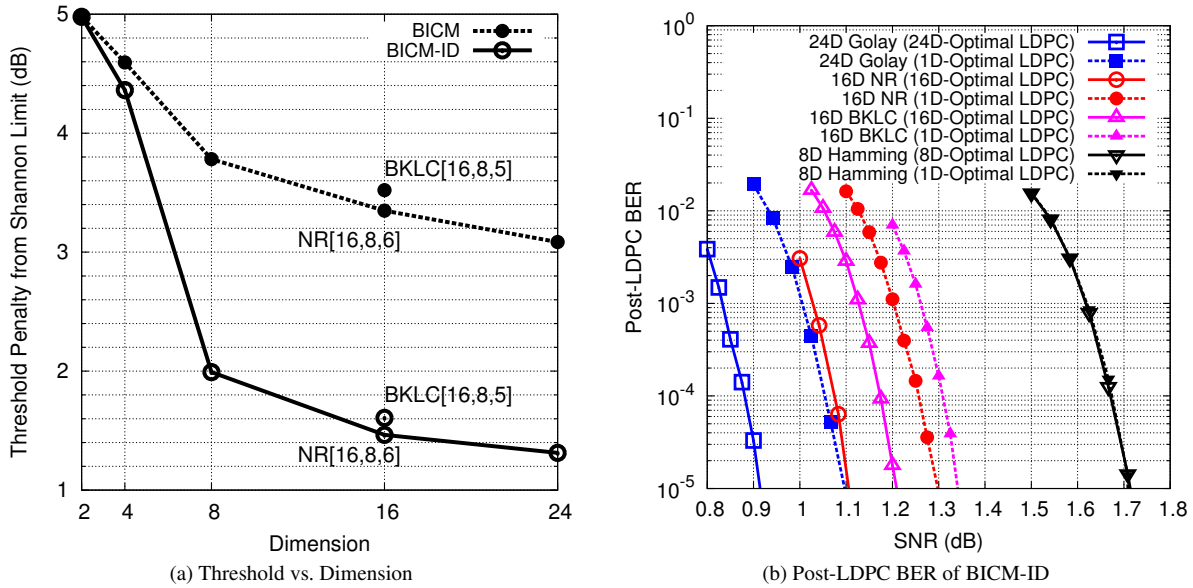 Threshold Penalty from Shannon Limit (dB)
5
4
3
2
1
BICM
BICM-ID
BKLC[16,8,5]
NR[16,8,6]
BKLC[16,8,5]
NR[16,8,6]
2 4 8 16 24
Dimension
(a) Threshold vs. Dimension
Post-LDPC BER
10^0
10^-1
10^-2
10^-3
10^-4
10^-5
24D Golay (24D-Optimal LDPC)
24D Golay (1D-Optimal LDPC)
16D NR (16D-Optimal LDPC)
16D NR (1D-Optimal LDPC)
16D BKLC (16D-Optimal LDPC)
16D BKLC (1D-Optimal LDPC)
8D Hamming (8D-Optimal LDPC)
8D Hamming (1D-Optimal LDPC)
0.8 0.9 1 1.1 1.2 1.3 1.4 1.5 1.6 1.7 1.8
SNR (dB)
(b) Post-LDPC BER of BICM-ID